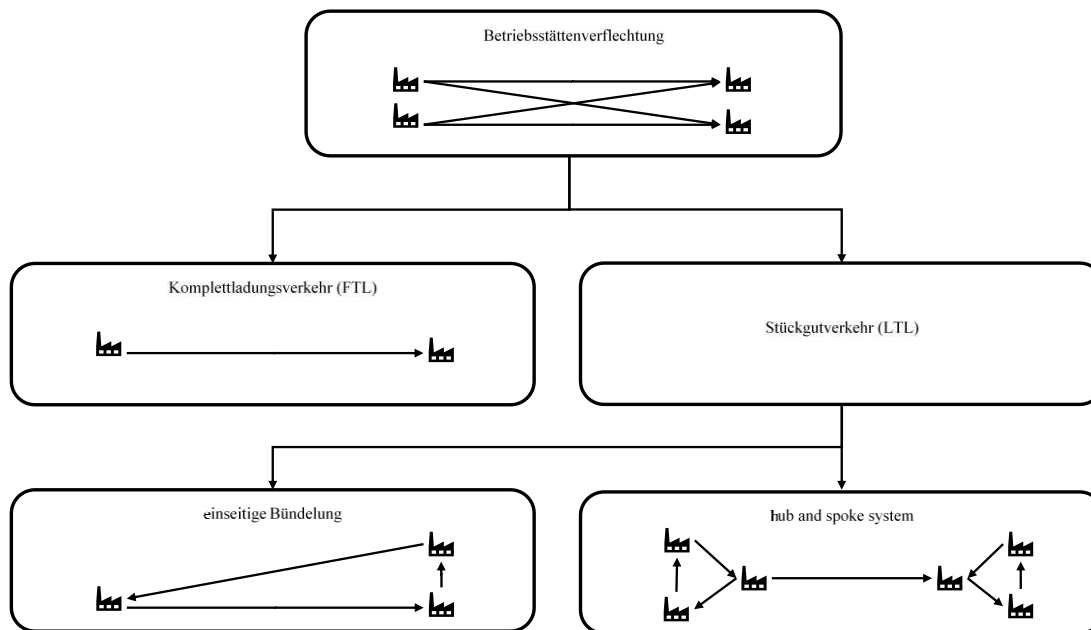 Betriebsstättenverflechtung
Komplettladungsverkehr (FTL)
Stückgutverkehr (LTL)
einseitige Bündelung
hub and spoke system